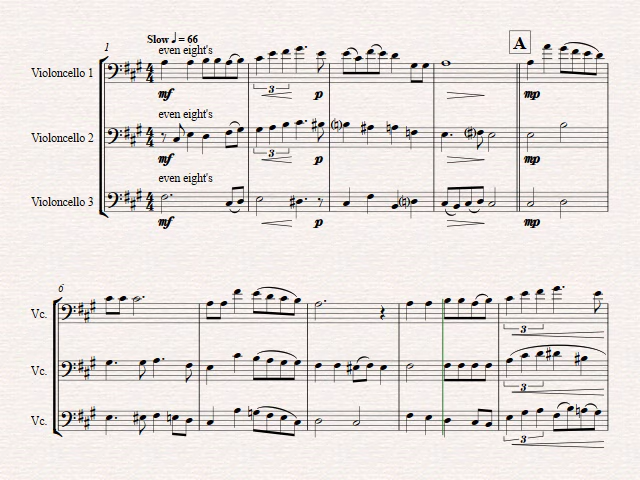 1
Slow ♩ = 66
A
even eight's
Violoncello 1
3
mf p mp
even eight's
Violoncello 2
3
mf p mp
even eight's
Violoncello 3
mf p mp
6
Vc.
3
Vc.
3
Vc.
3